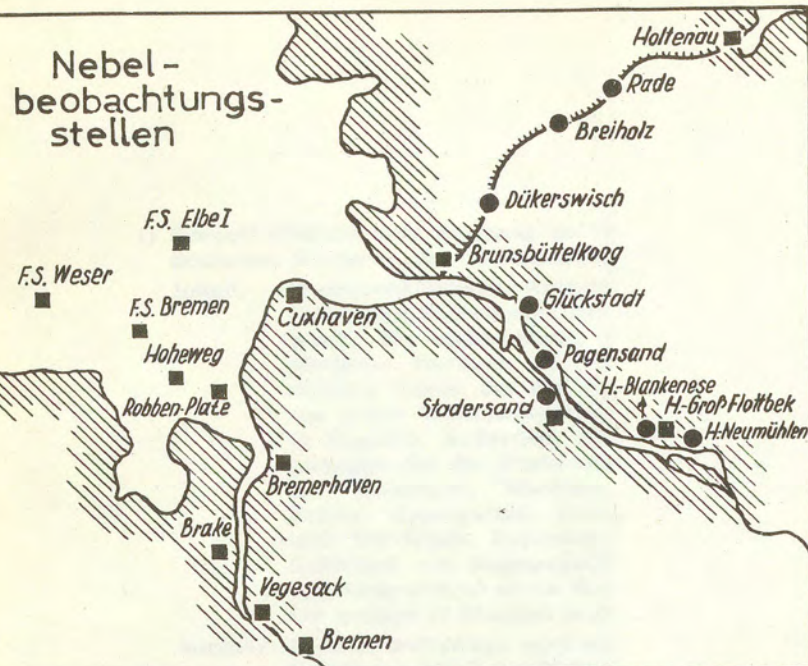 Nebel-
beobachtungs-
stellen
Holtenau
Rade
Breiholz
Dükerswisch
F.S. Elbe I
Brunsbüttelkoog
F.S. Weser
F.S. Bremen
Cuxhaven
Glückstadt
Hoheweg
Pagensand
Robben-Plate
H.-Blankenese
Stadersand
H.-Groß Flottbek
H.-Neumühlen
Bremerhaven
Brake
Vegesack
Bremen